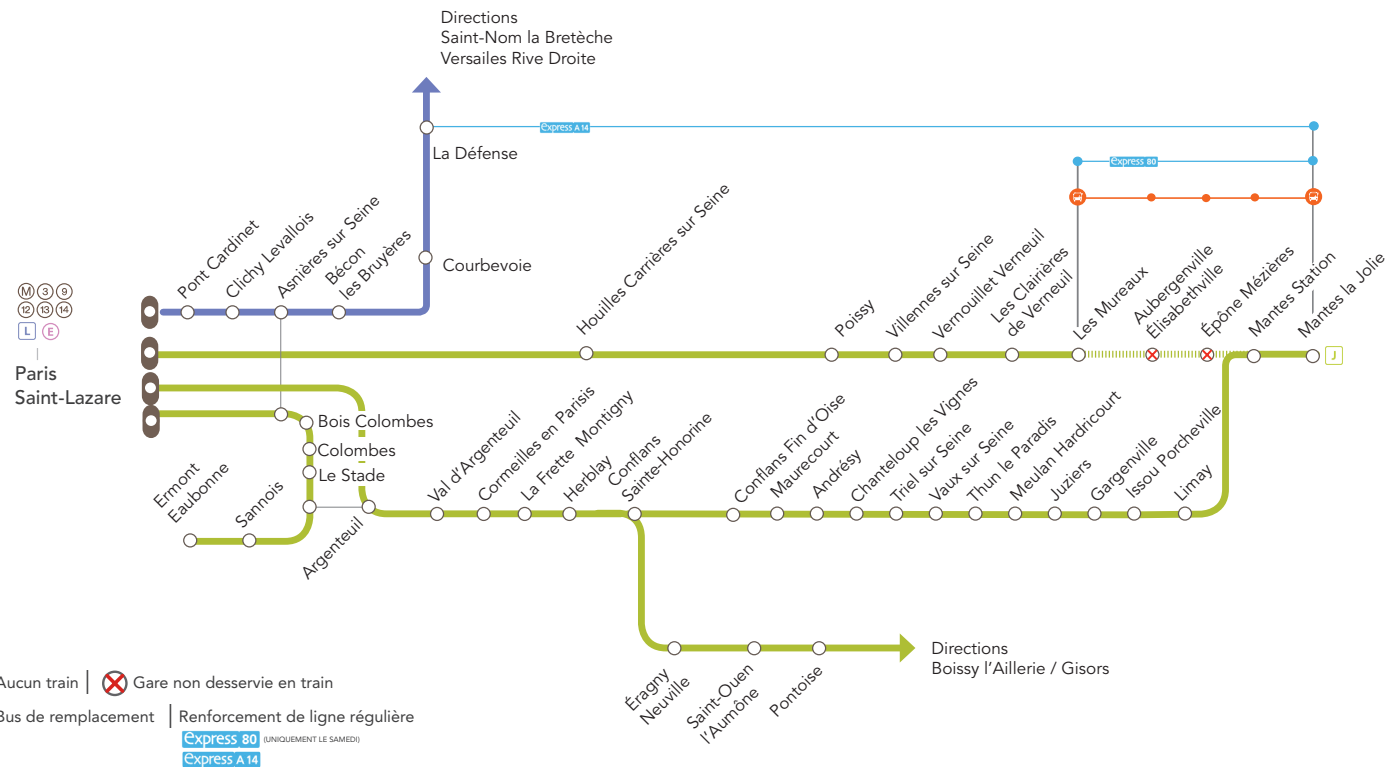 Directions
Saint-Nom la Bretèche
Versailes Rive Droite
express A 14
La Défense
express 80
Pont Cardinet
Clichy Levallois
Asnières sur Seine
Bécon
les Bruyères
Courbevoie
Houilles Carrières sur Seine
Poissy
Villennes sur Seine
Vernouillet Verneuil
Les Clairières
de Verneuil
Les Mureaux
Aubergenville
Élisabethville
Épône Mézières
Mantes Station
Mantes la Jolie
M 3 9
12 13 14
L E
J
Paris
Saint-Lazare
Bois Colombes
Colombes
Le Stade
Ermont
Eaubonne
Sannois
Argenteuil
Val d'Argenteuil
Cormeilles en Parisis
La Frette Montigny
Herblay
Conflans
Sainte-Honorine
Conflans Fin d'Oise
Maurecourt
Andrésy
Chanteloup les Vignes
Triel sur Seine
Vaux sur Seine
Thun le Paradis
Meulan Hardricourt
Juziers
Gargenville
Issou Porcheville
Limay
Éragny
Neuville
Saint-Ouen
l'Aumône
Pontoise
Directions
Boissy l'Aillerie / Gisors
Aucun train | Gare non desservie en train
Bus de remplacement | Renforcement de ligne régulière
express 80 (UNIQUEMENT LE SAMEDI)
express A 14